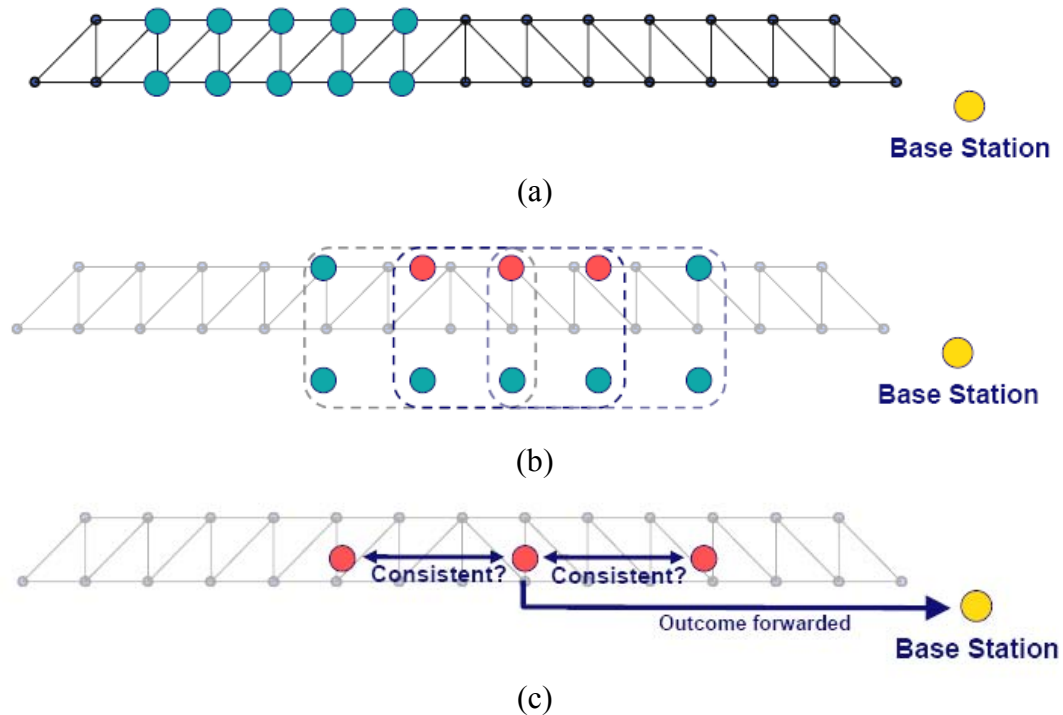 Base Station
(a)
Base Station
(b)
Consistent?
Consistent?
Outcome forwarded
Base Station
(c)